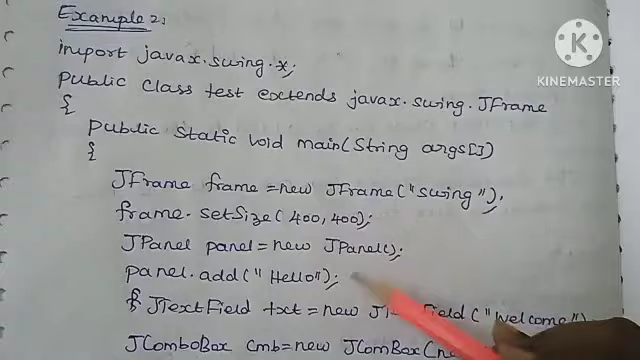 Example 2:
import javax.swing.*;
public class test extends javax.swing.JFrame
{
public static void main(String args[])
{
JFrame frame = new JFrame("Swing");
frame.setSize(400,400);
JPanel panel = new JPanel();
panel.add("Hello");
JTextField txt = new ("Welcome")
JComboBox cmb=new JComBox(ne
KINEMASTER